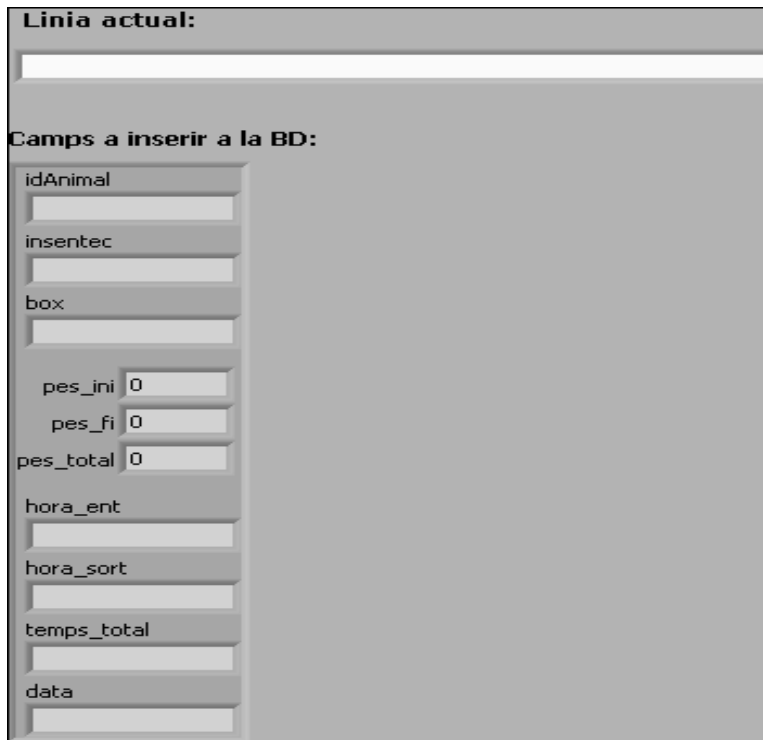 Linia actual:
Camps a inserir a la BD:
idAnimal
insentec
box
pes_ini 0
pes_fi 0
pes_total 0
hora_ent
hora_sort
temps_total
data